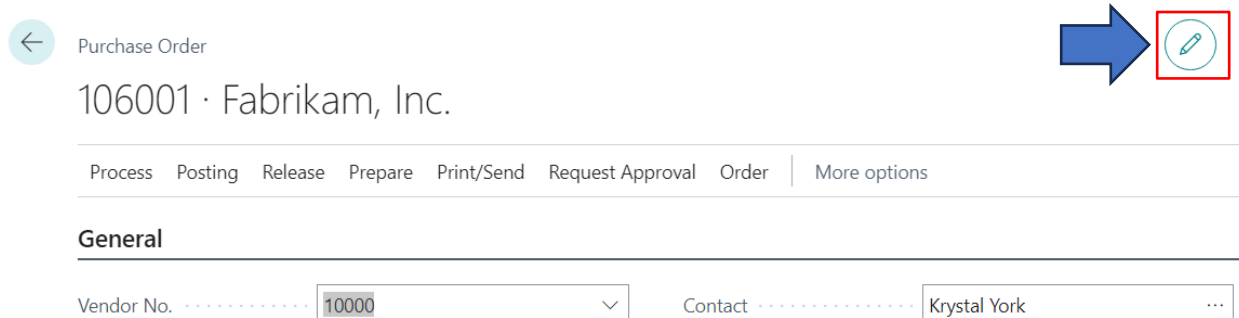 Purchase Order
106001 · Fabrikam, Inc.
Process Posting Release Prepare Print/Send Request Approval Order More options
General
Vendor No. 10000 Contact Krystal York